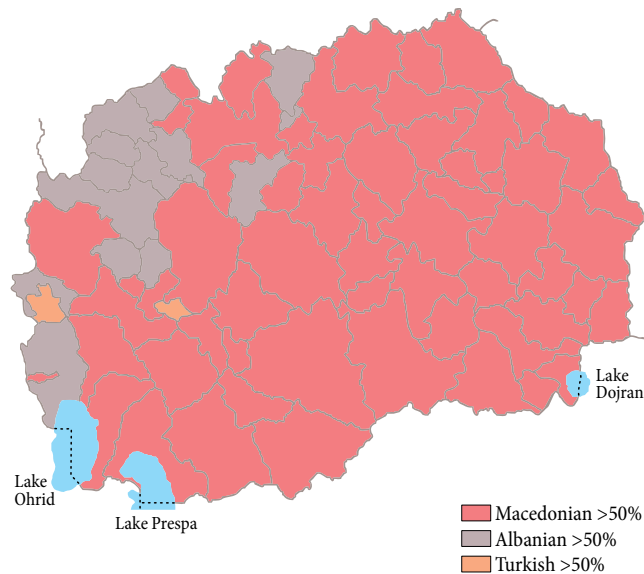 Lake
Dojran
Lake
Ohrid
Lake Prespa
Macedonian >50%
Albanian >50%
Turkish >50%